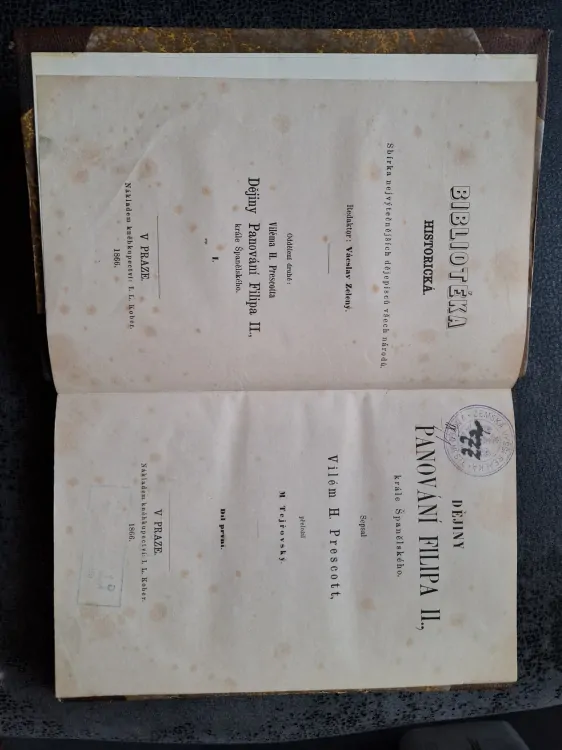 BIBLIOTÉKA
HISTORICKÁ.
Sbírka nejvýtečnějších dějepisců všech národů.
Redaktor: Vácslav Zelený.
Oddělení druhé:
Viléma H. Prescotta
Dějiny Panování Filipa II.,
krále Španělského.
I.
V PRAZE.
Nákladem kněhkupectví: I. L. Kober.
1866.
DĚJINY
PANOVÁNÍ FILIPA II.,
krále Španělského.
Sepsal
Vilém H. Prescott,
přeložil
M Tejřovský.
Díl první.
V PRAZE.
Nákladem kněhkupectví: I. L. Kober.
1866.